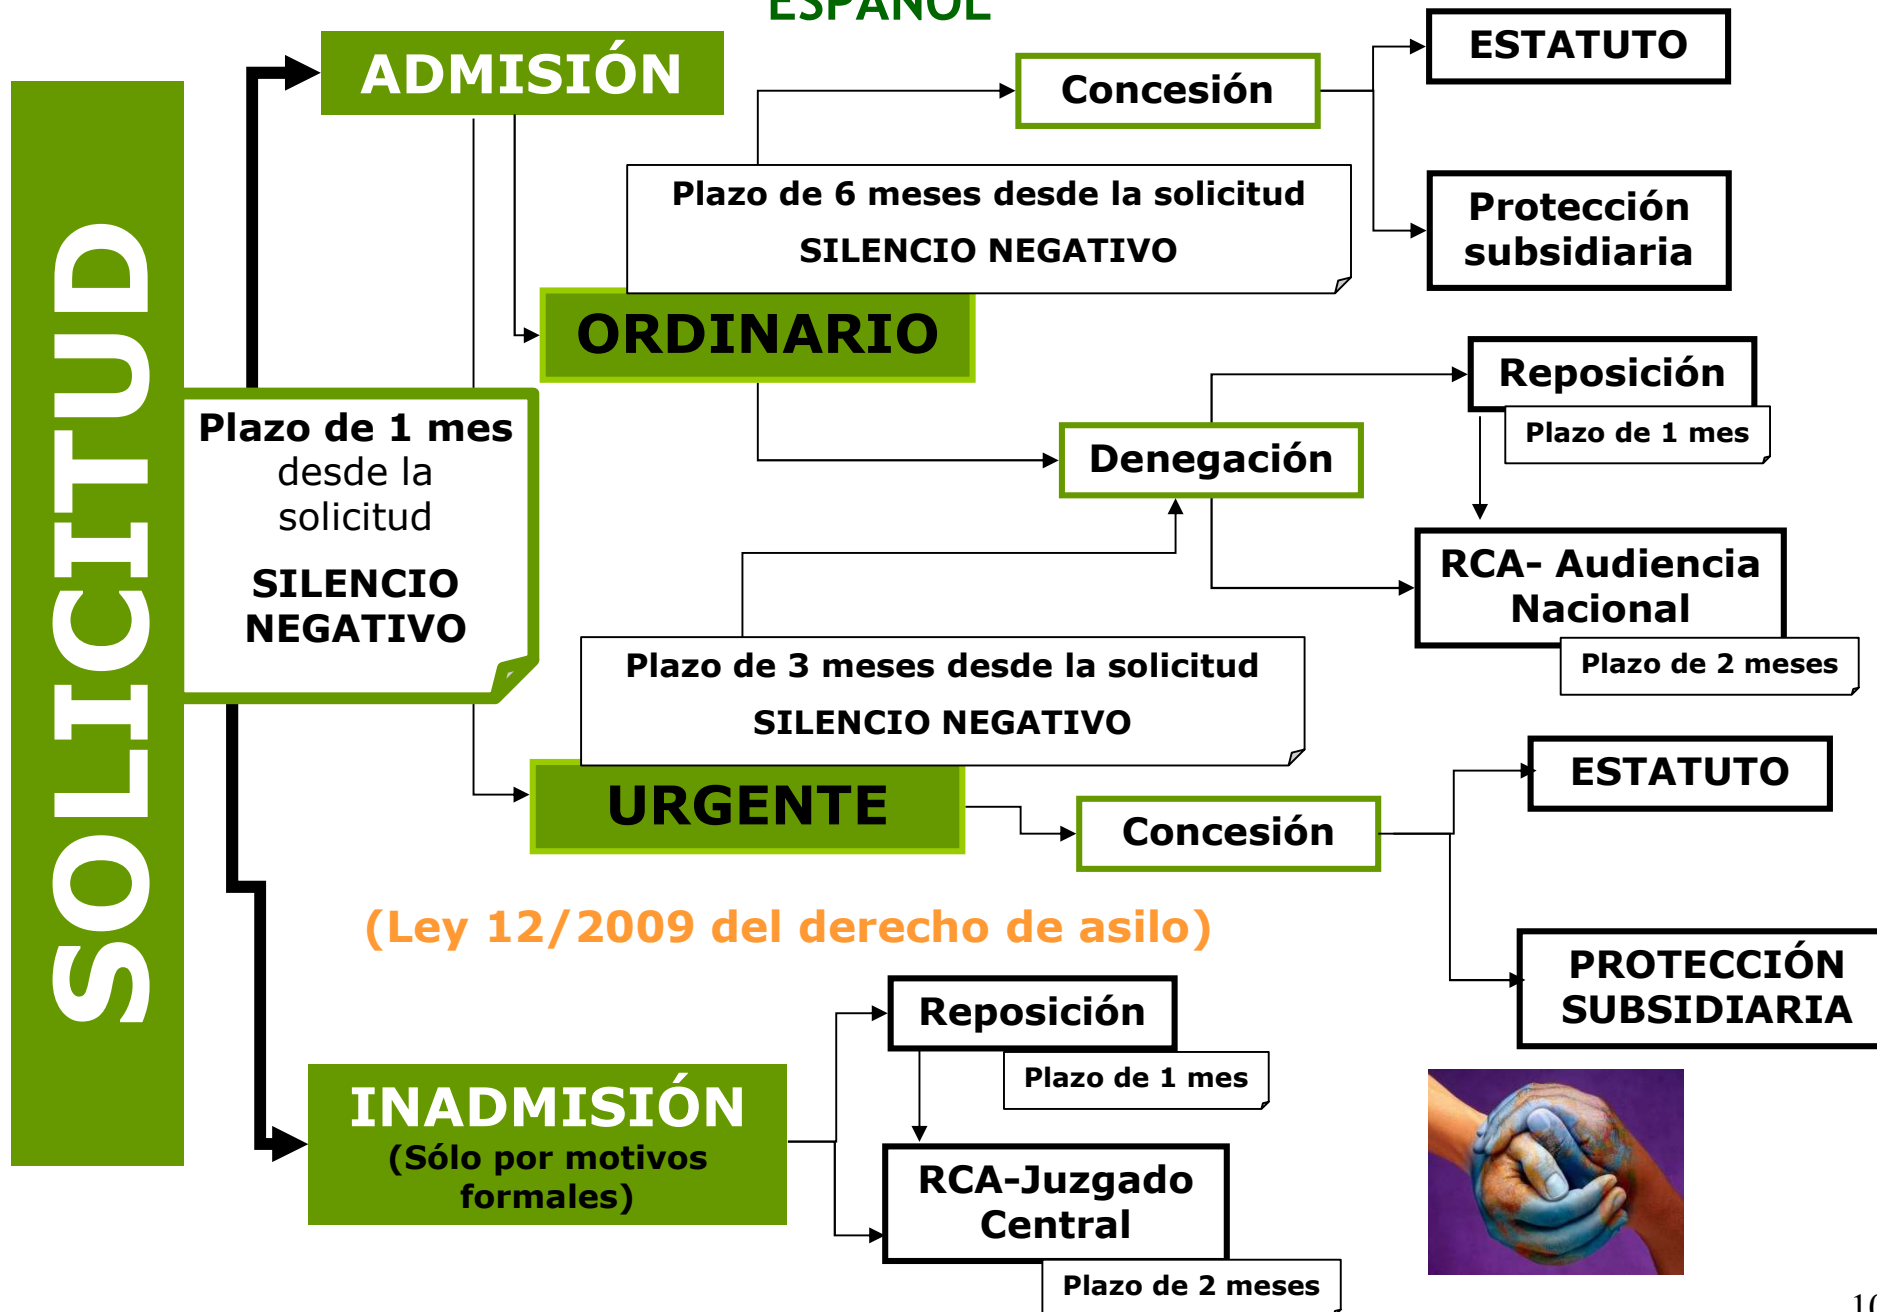 ESPAÑOL
SOLICITUD
ADMISIÓN
Concesión
ESTATUTO
Protección
subsidiaria
Plazo de 6 meses desde la solicitud
SILENCIO NEGATIVO
ORDINARIO
Plazo de 1 mes
desde la
solicitud
SILENCIO
NEGATIVO
Denegación
Reposición
Plazo de 1 mes
RCA- Audiencia
Nacional
Plazo de 2 meses
Plazo de 3 meses desde la solicitud
SILENCIO NEGATIVO
URGENTE
Concesión
ESTATUTO
PROTECCIÓN
SUBSIDIARIA
(Ley 12/2009 del derecho de asilo)
INADMISIÓN
(Sólo por motivos
formales)
Reposición
Plazo de 1 mes
RCA-Juzgado
Central
Plazo de 2 meses